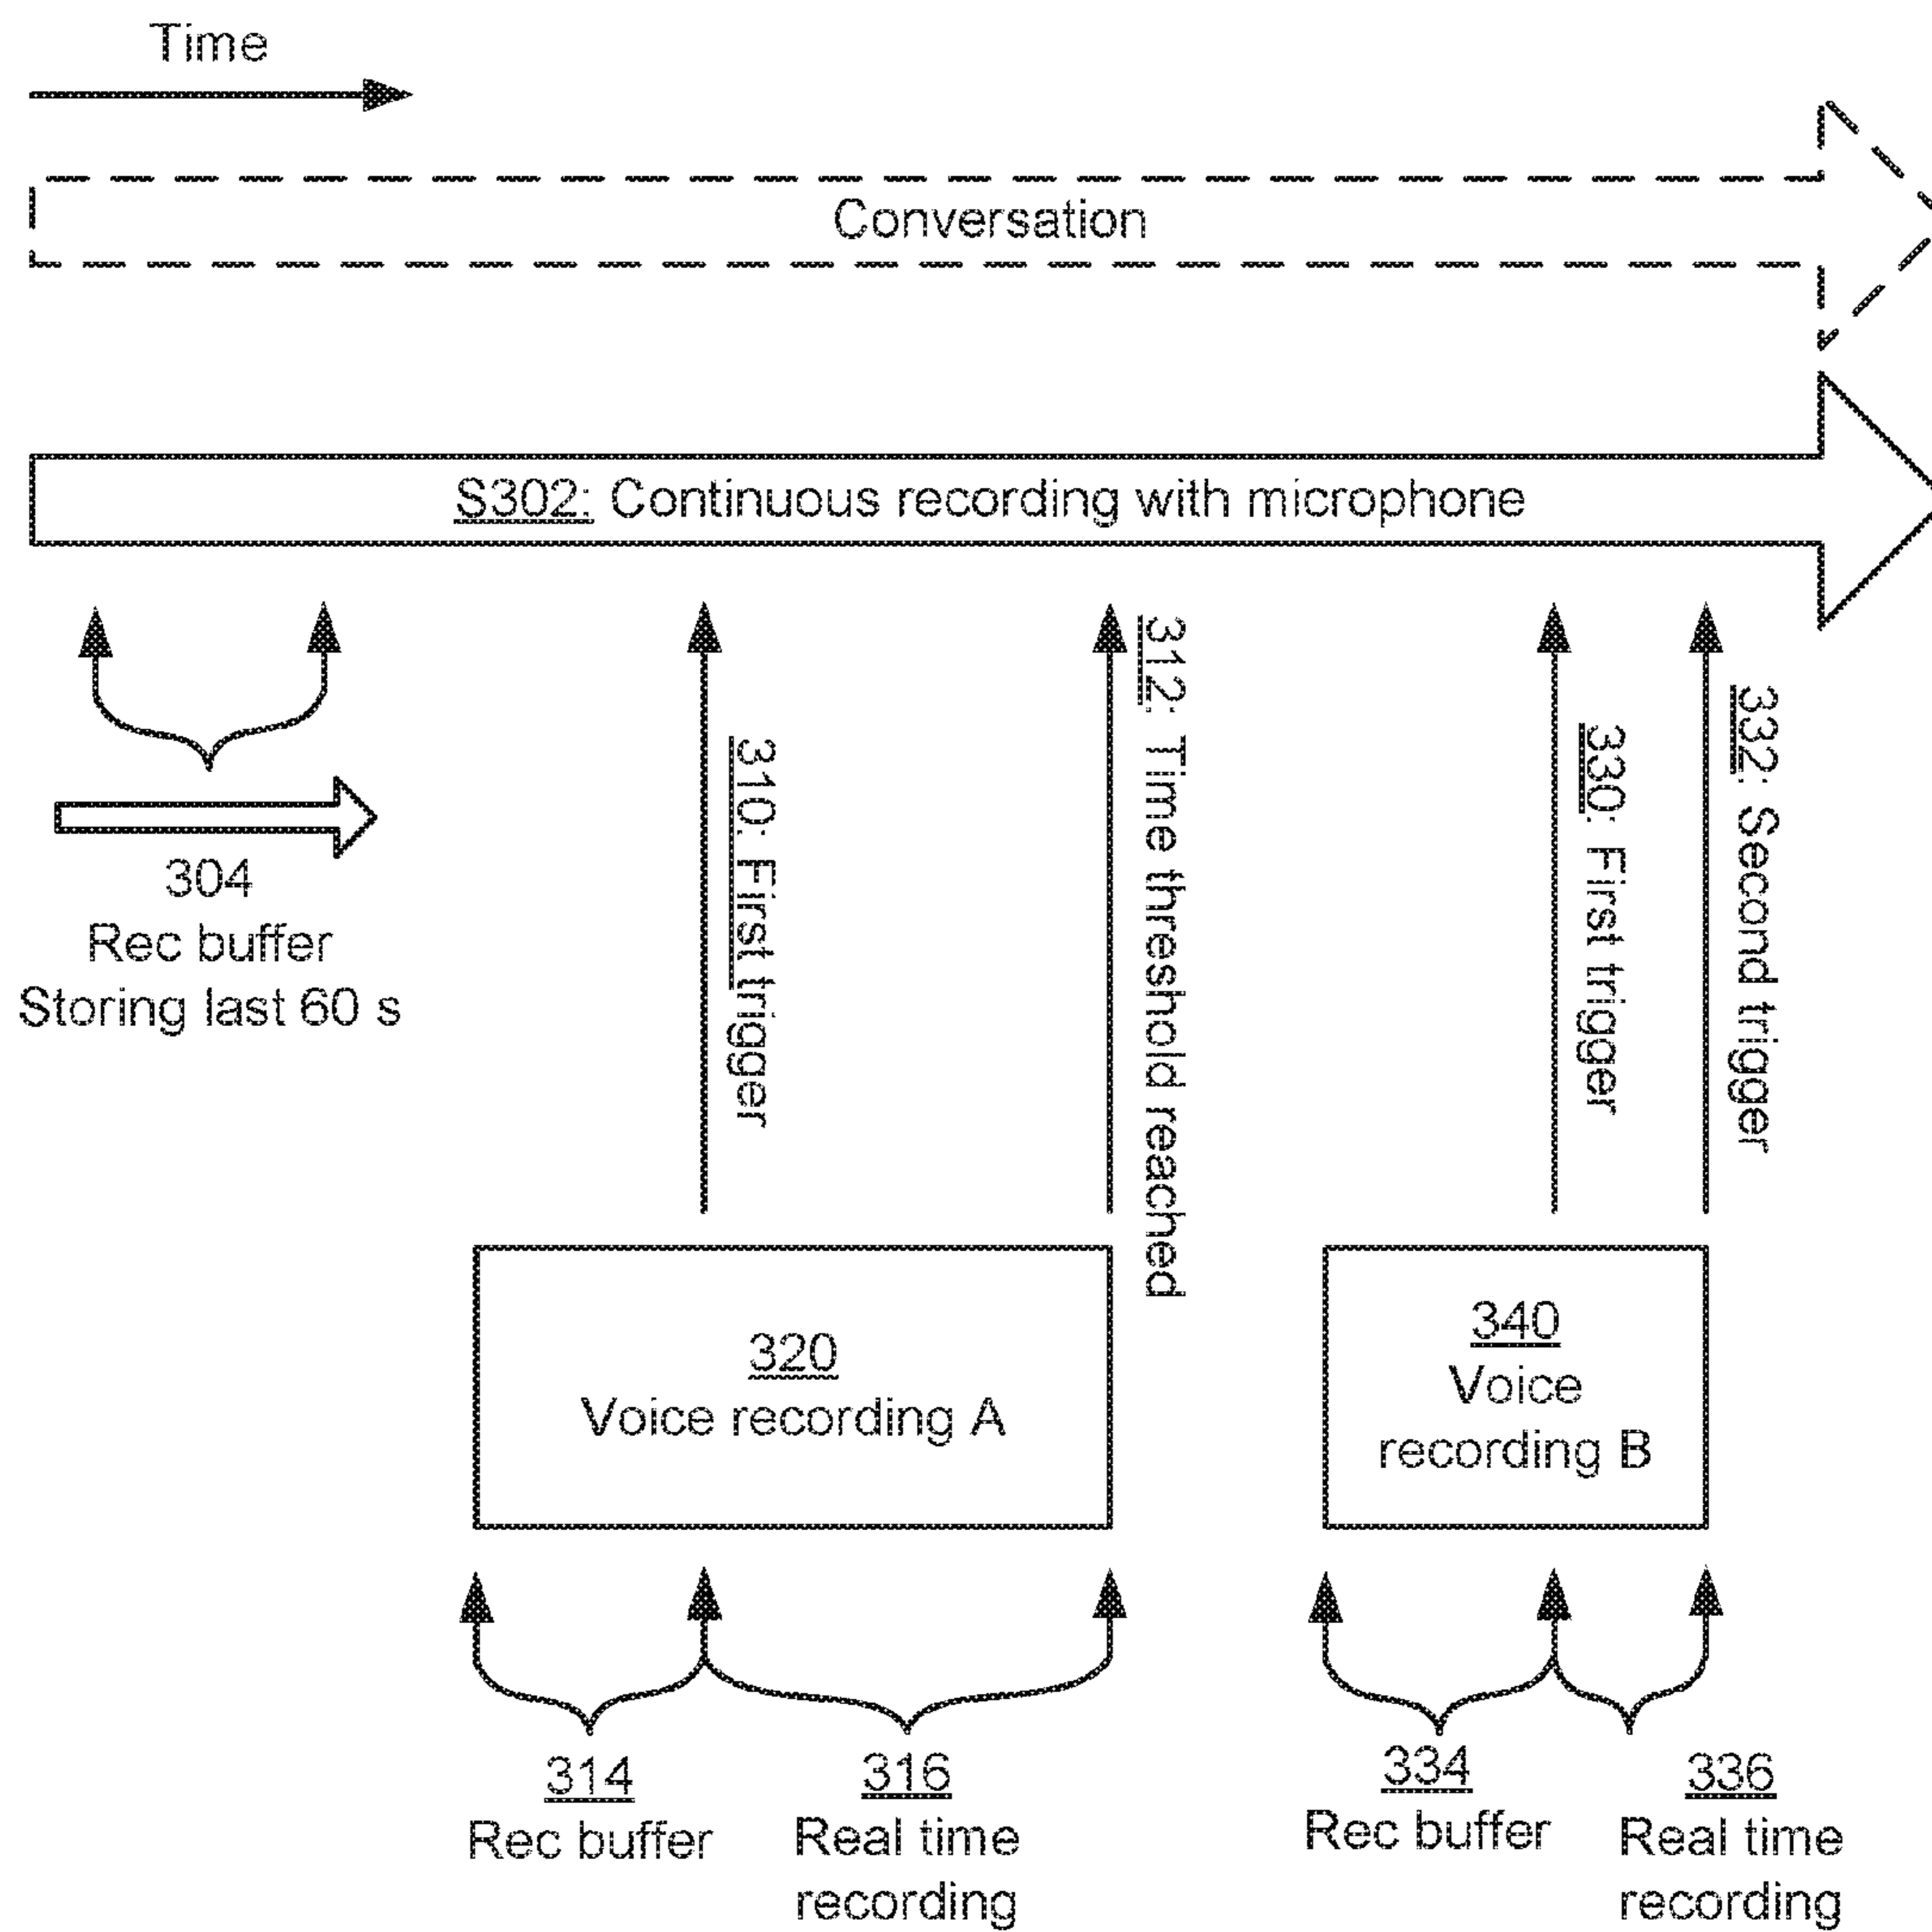 Time
Conversation
S302: Continuous recording with microphone
304
Rec buffer
Storing last 60 s
310: First trigger
312: Time threshold reached
330: First trigger
332: Second trigger
320
Voice recording A
340
Voice
recording B
314
Rec buffer
316
Real time
recording
334
Rec buffer
336
Real time
recording